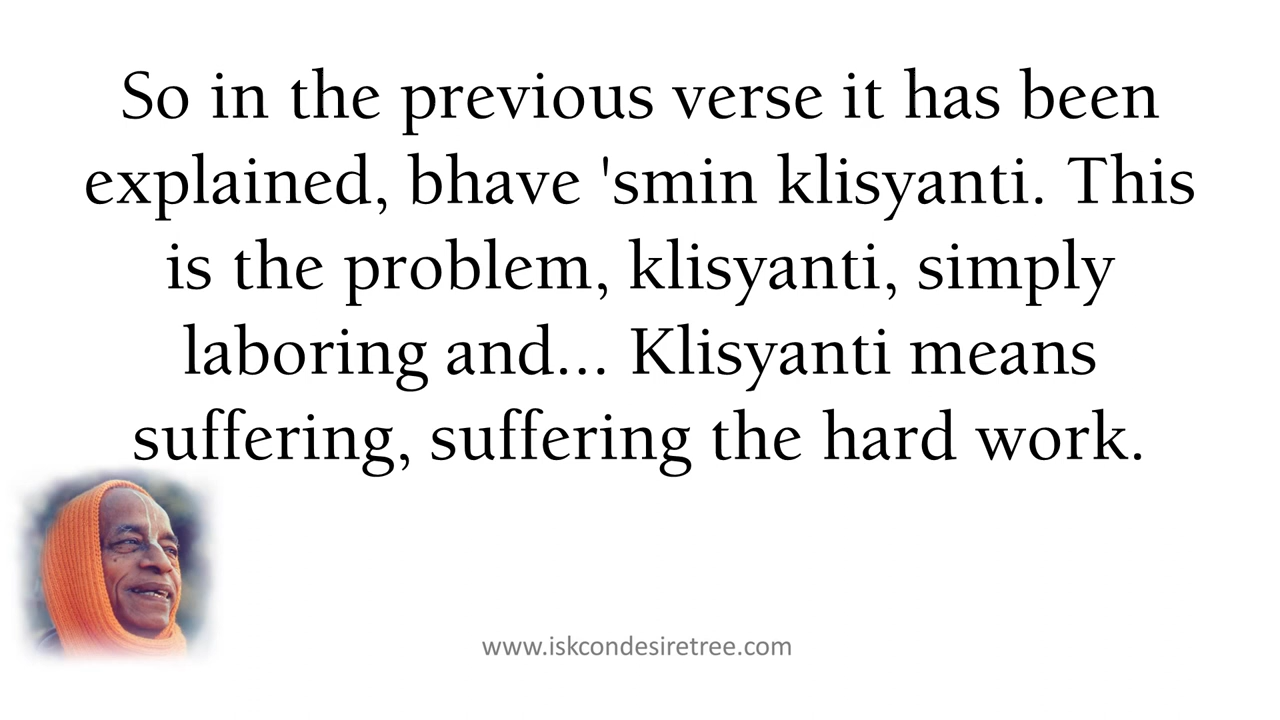 So in the previous verse it has been
explained, bhave 'smin klisyanti. This
is the problem, klisyanti, simply
laboring and... Klisyanti means
suffering, suffering the hard work.
www.iskcondesiretree.com